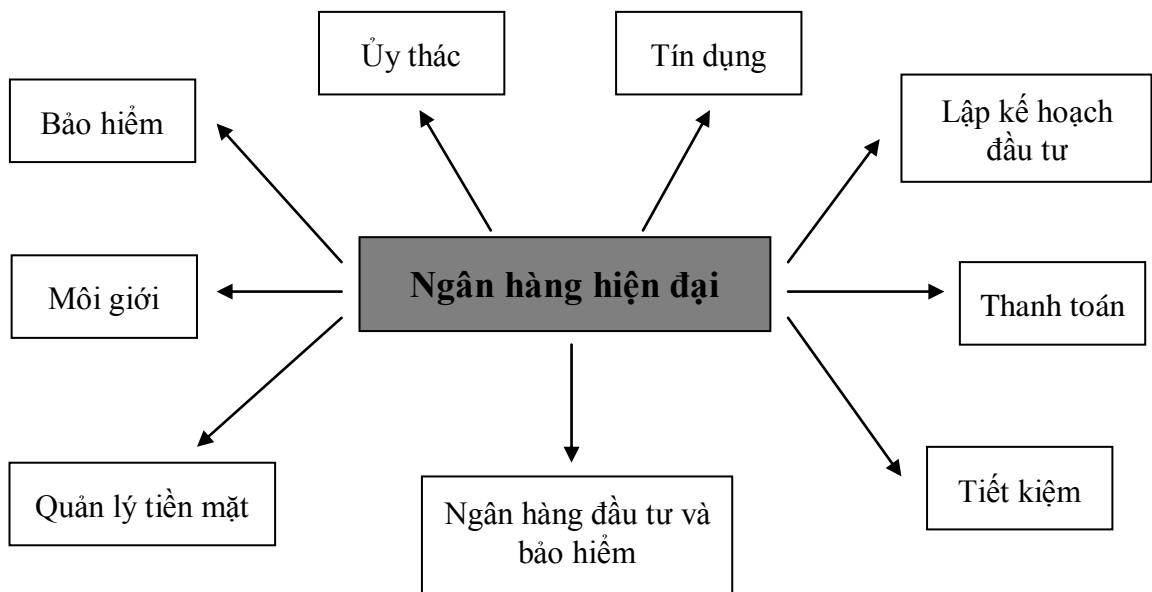 Ủy thác
Tín dụng
Bảo hiểm
Lập kế hoạch
đầu tư
Ngân hàng hiện đại
Môi giới
Thanh toán
Quản lý tiền mặt
Ngân hàng đầu tư và
bảo hiểm
Tiết kiệm